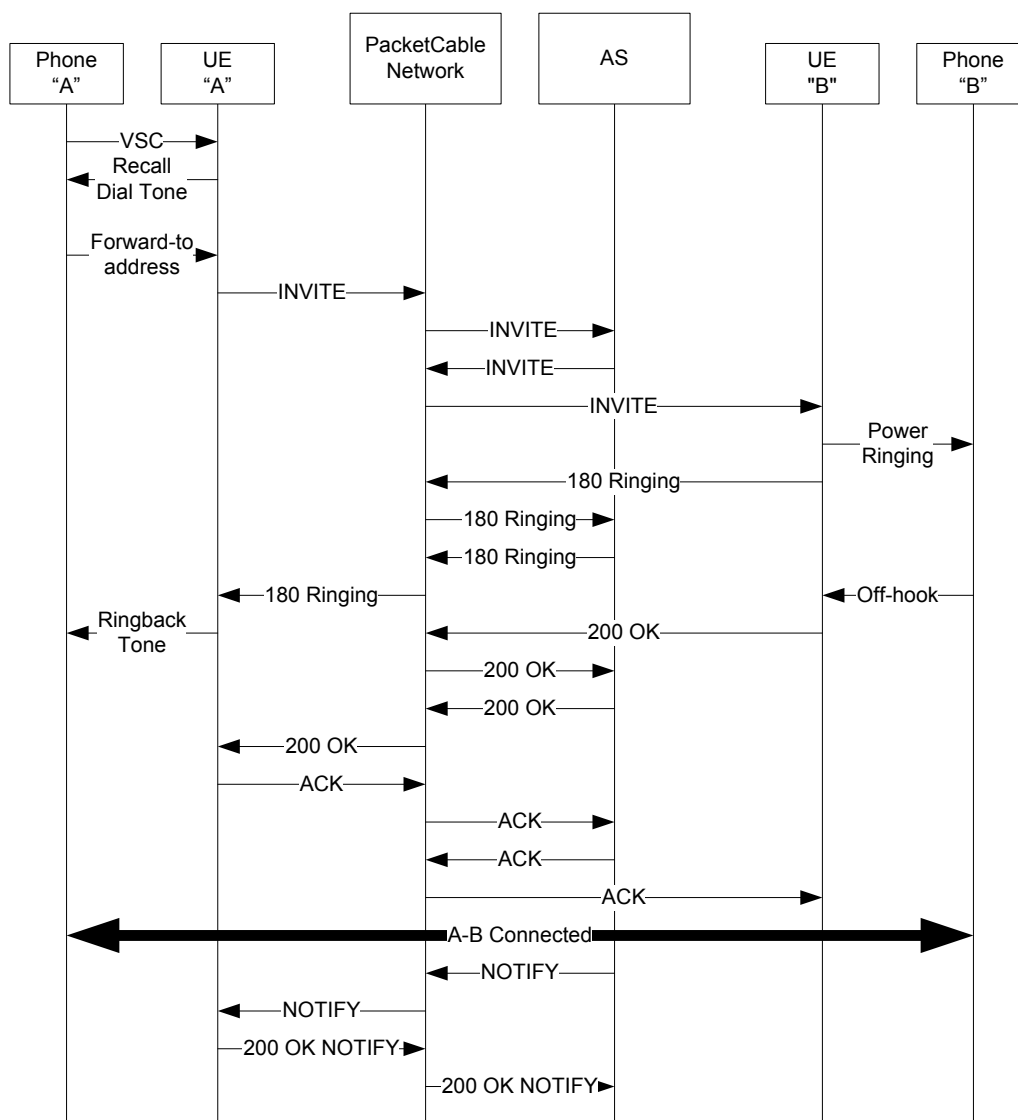 Phone
“A”
UE
“A”
PacketCable
Network
AS
UE
"B"
Phone
“B”
VSC
Recall
Dial Tone
Forward-to
address
INVITE
INVITE
INVITE
INVITE
Power
Ringing
180 Ringing
180 Ringing
180 Ringing
180 Ringing
Off-hook
Ringback
Tone
200 OK
200 OK
200 OK
200 OK
ACK
ACK
ACK
ACK
A-B Connected
NOTIFY
NOTIFY
200 OK NOTIFY
200 OK NOTIFY